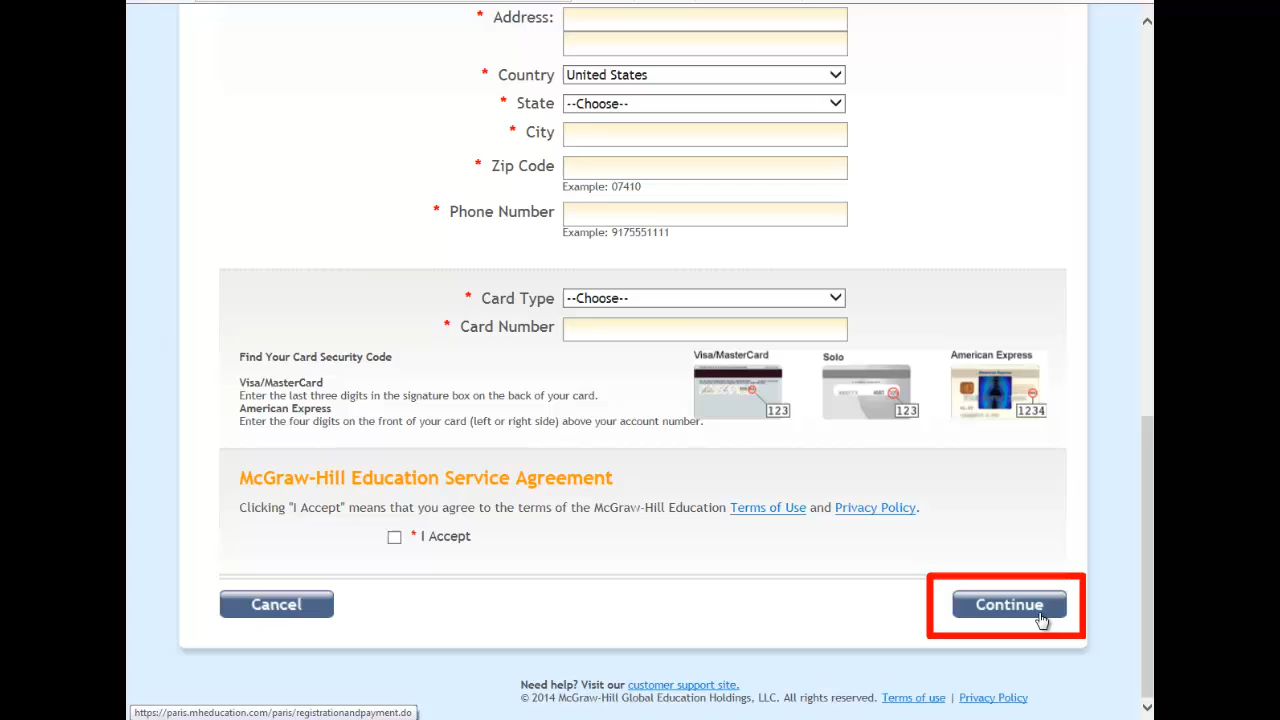 * Address:
* Country United States
* State --Choose--
* City
* Zip Code
Example: 07410
* Phone Number
Example: 9175551111
* Card Type --Choose--
* Card Number
Find Your Card Security Code
Visa/MasterCard
Enter the last three digits in the signature box on the back of your card.
American Express
Enter the four digits on the front of your card (left or right side) above your account number.
Visa/MasterCard
123
Solo
123
American Express
1234
McGraw-Hill Education Service Agreement
Clicking "I Accept" means that you agree to the terms of the McGraw-Hill Education Terms of Use and Privacy Policy.
* I Accept
Cancel
Continue
Need help? Visit our customer support site.
© 2014 McGraw-Hill Global Education Holdings, LLC. All rights reserved. Terms of use | Privacy Policy
https://paris.mheducation.com/paris/registrationandpayment.do